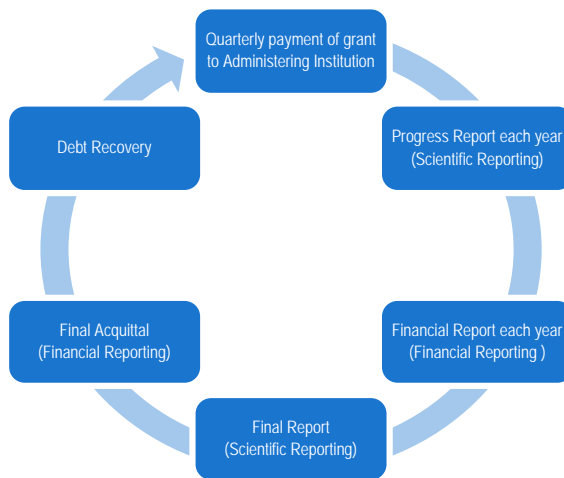 Quarterly payment of grant
to Administering Institution
Progress Report each year
(Scientific Reporting)
Financial Report each year
(Financial Reporting )
Final Report
(Scientific Reporting)
Final Acquittal
(Financial Reporting)
Debt Recovery